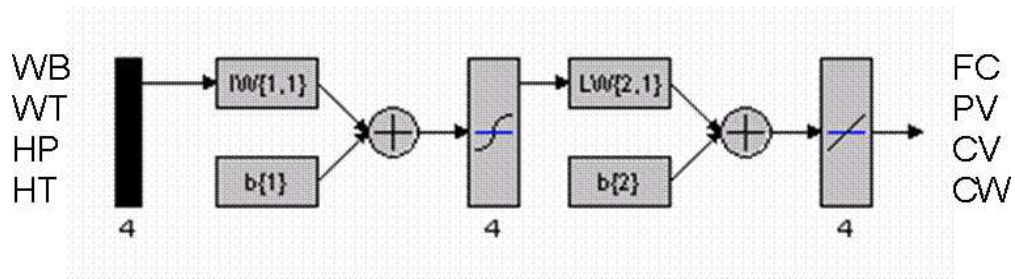 WB
WT
HP
HT
IW{1,1}
b{1}
LW{2,1}
b{2}
4
4
4
FC
PV
CV
CW